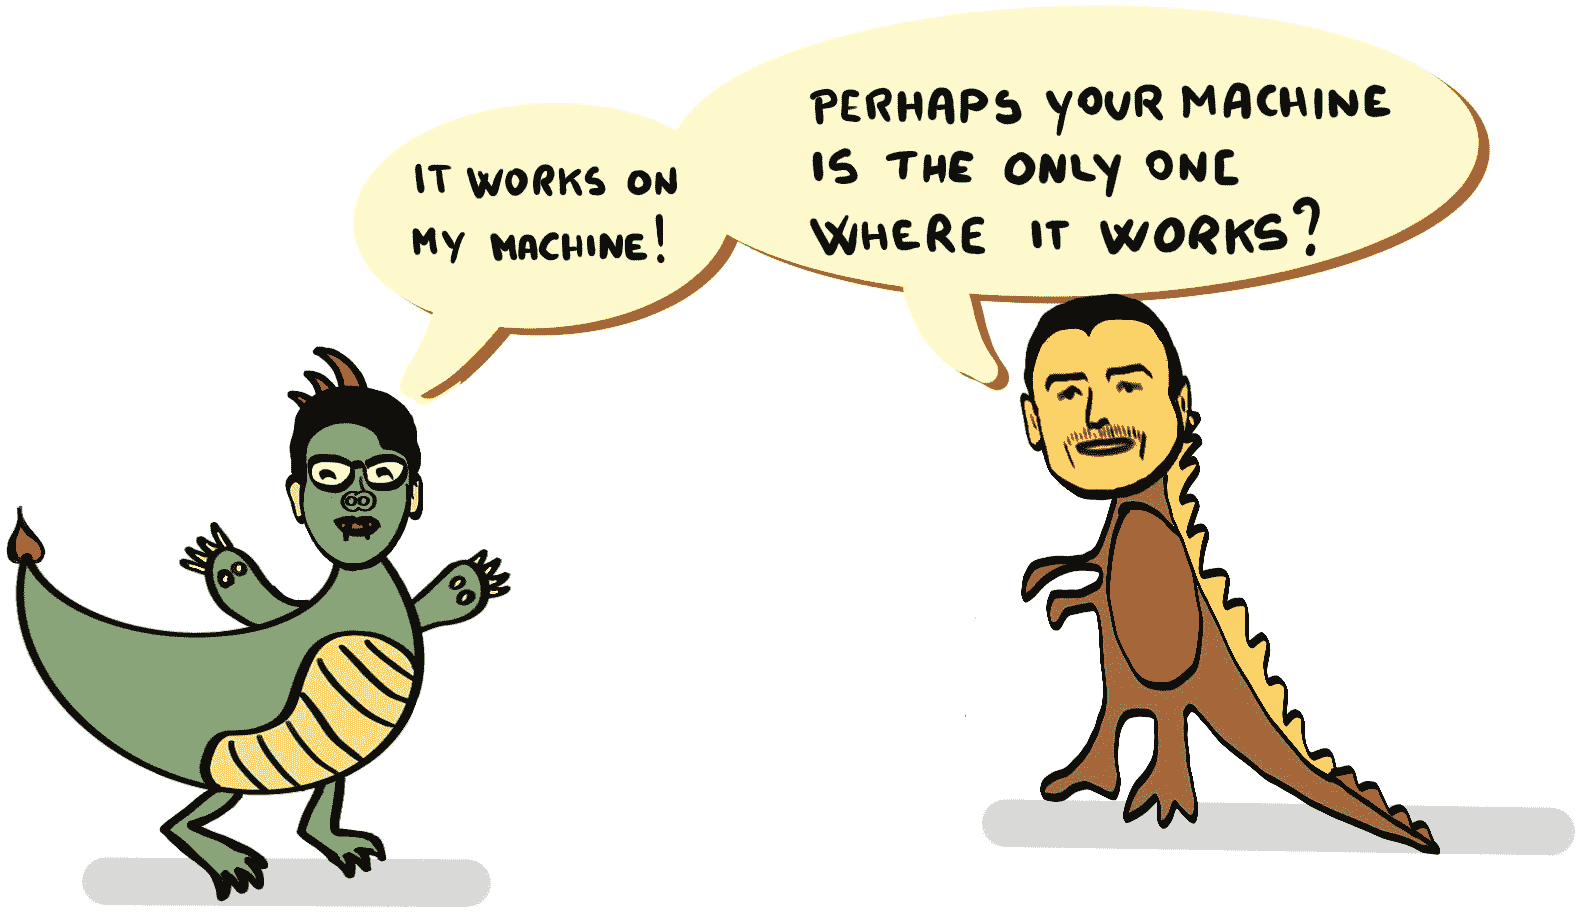 IT WORKS ON
MY MACHINE!
PERHAPS YOUR MACHINE
IS THE ONLY ONE
WHERE IT WORKS?